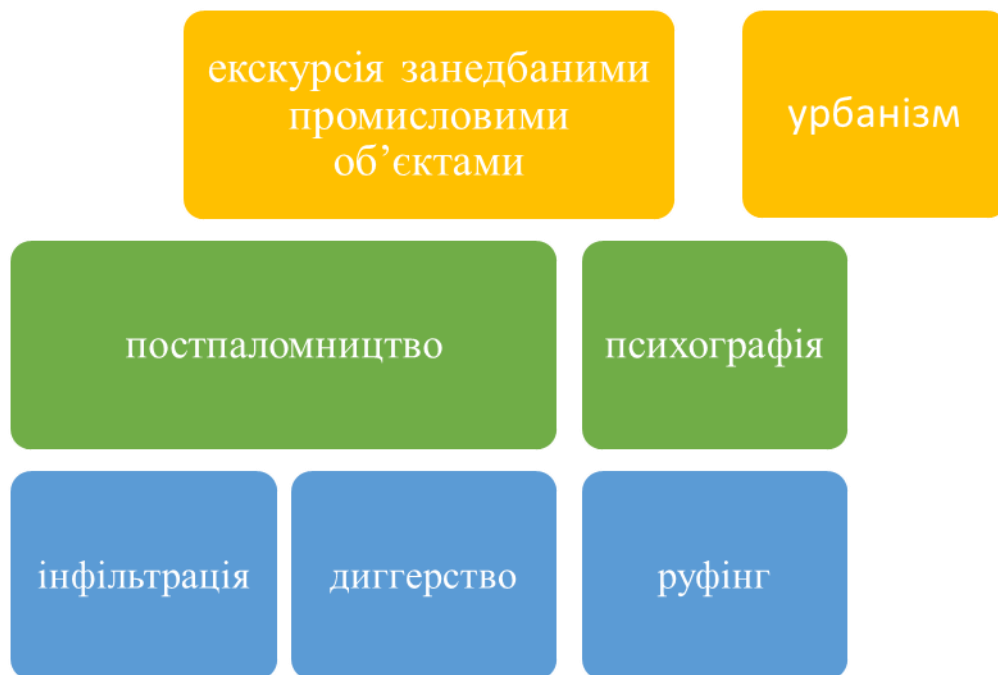 екскурсія занедбаними
промисловими
об’єктами
урбанізм
постпаломництво
психографія
інфільтрація
диггерство
руфінг